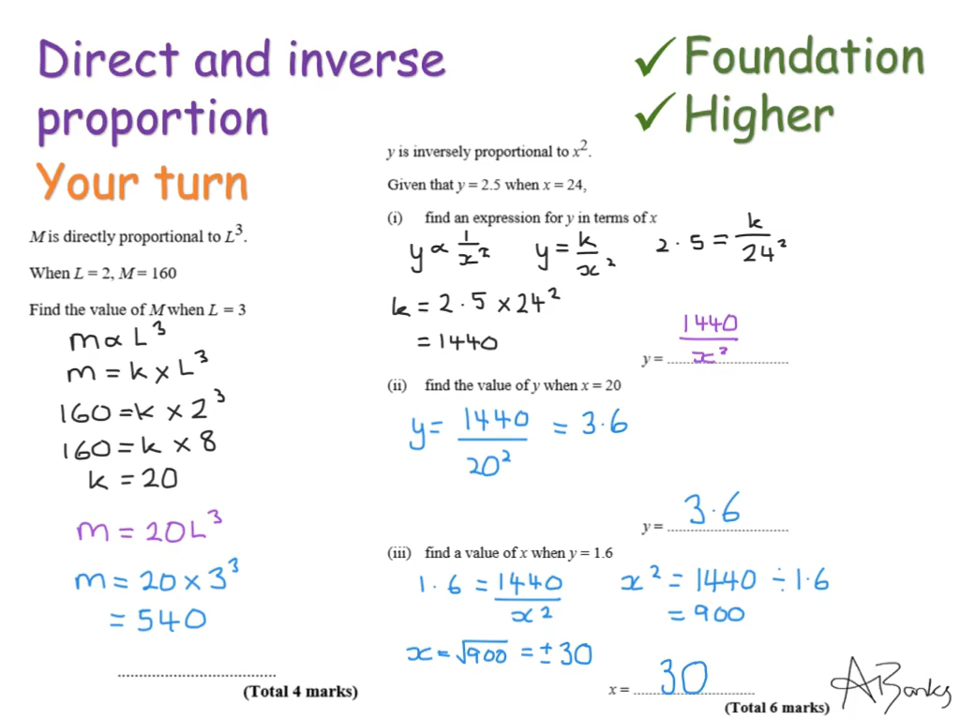 Direct and inverse
proportion
Your turn
✓ Foundation
✓ Higher
M is directly proportional to L³.
When L = 2, M = 160
Find the value of M when L = 3
m ∝ L³
m = k × L³
160 = k × 2³
160 = k × 8
k = 20
m = 20L³
m = 20 × 3³
= 540
(Total 4 marks)
y is inversely proportional to x².
Given that y = 2.5 when x = 24,
(i) find an expression for y in terms of x
y ∝ 1/x² y = k/x² 2.5 = k/24²
k = 2.5 × 24²
= 1440
y = 1440/x²
(ii) find the value of y when x = 20
y = 1440/20² = 3.6
y = 3.6
(iii) find a value of x when y = 1.6
1.6 = 1440/x² x² = 1440 ÷ 1.6
= 900
x = √900 = ±30
x = 30
(Total 6 marks)
A Banks